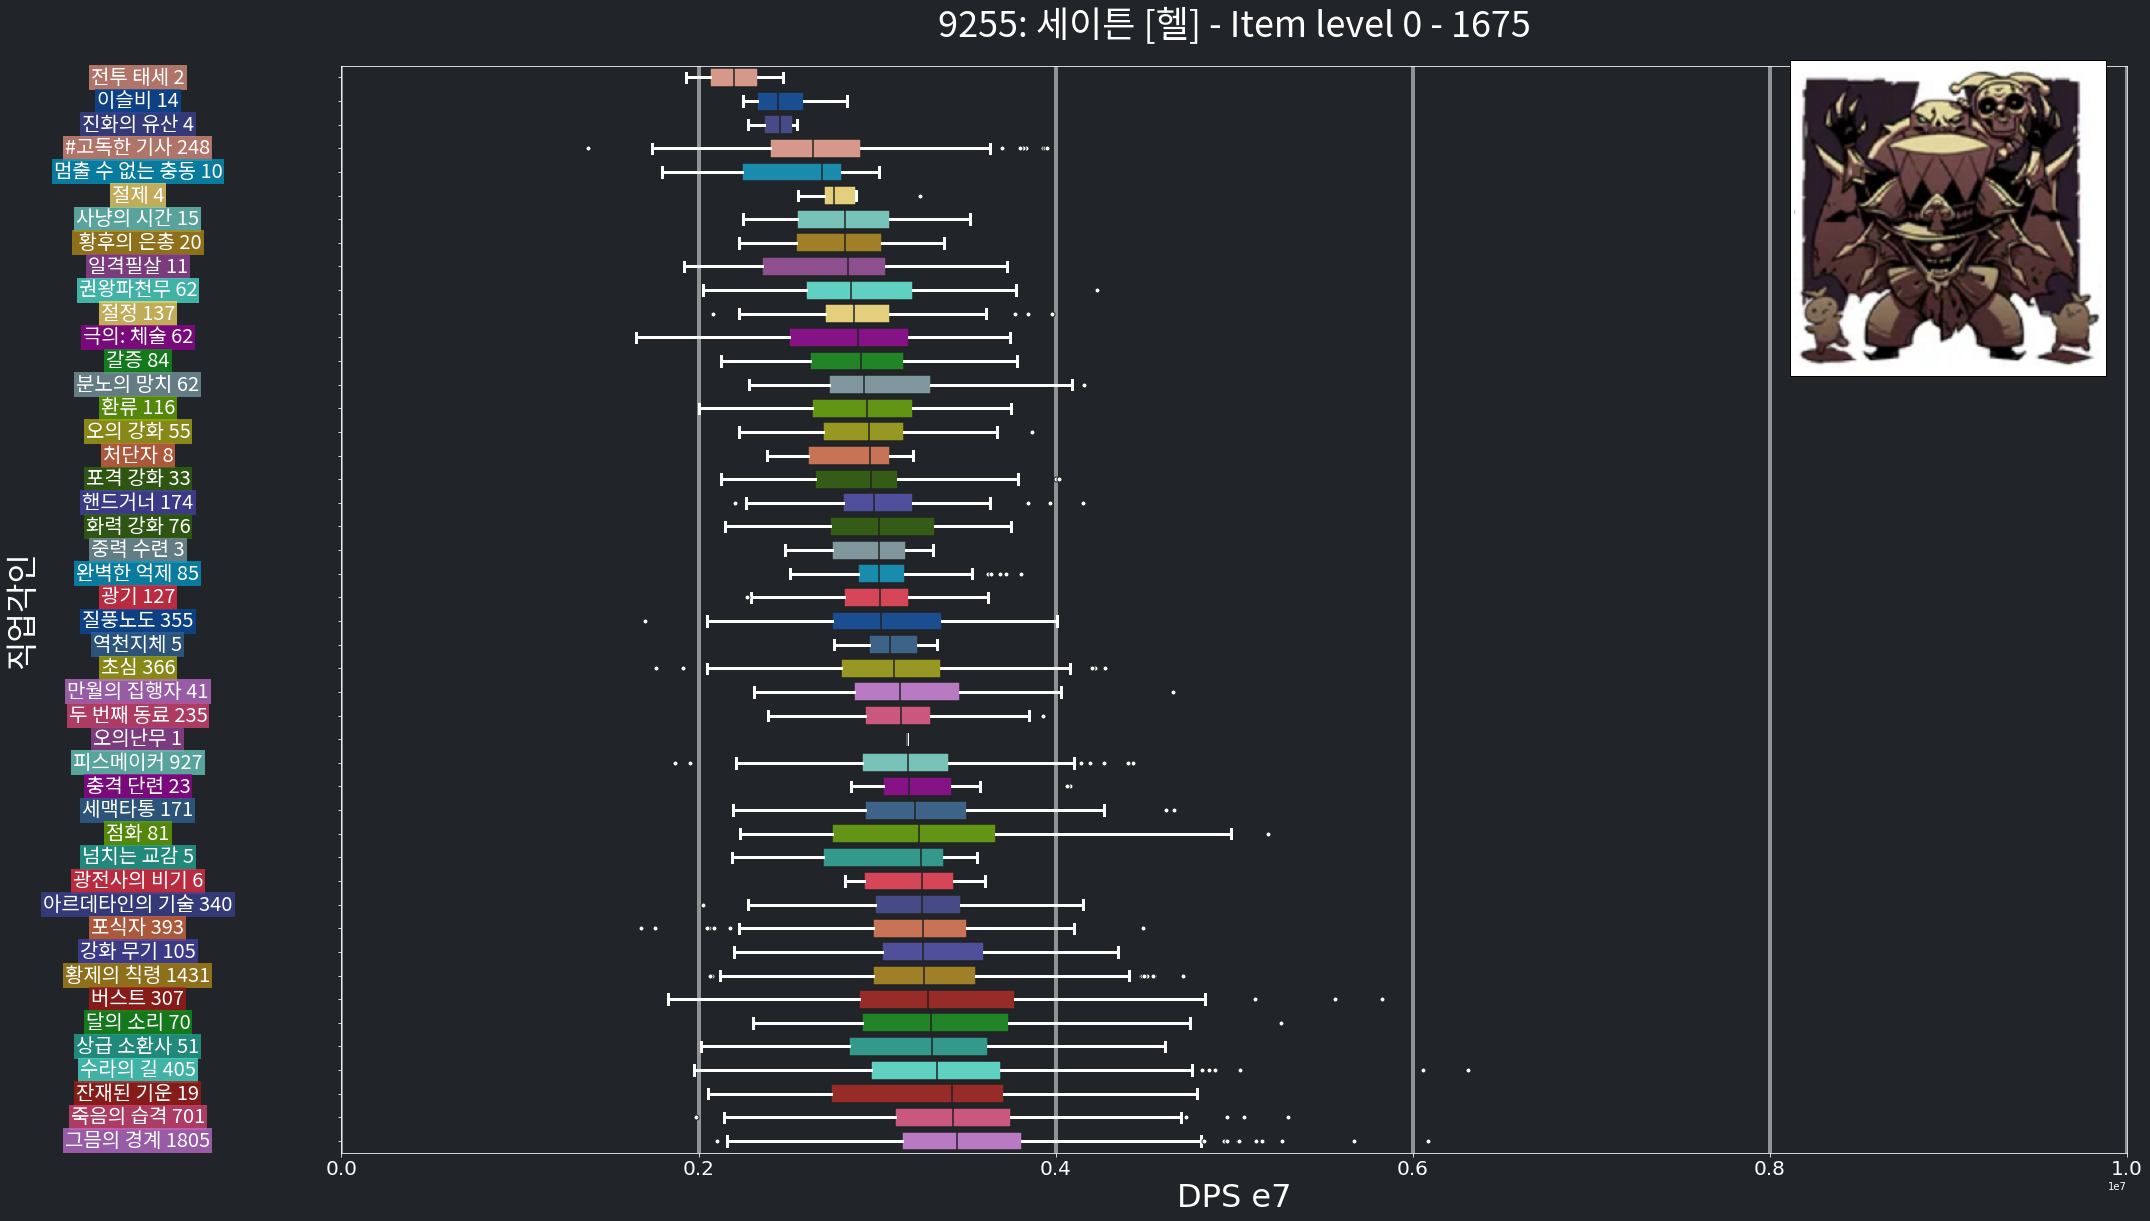 9255: 세이튼 [헬] - Item level 0 - 1675
직업각인
전투 태세 2
이슬비 14
진화의 유산 4
#고독한 기사 248
멈출 수 없는 충동 10
절제 4
사냥의 시간 15
황후의 은총 20
일격필살 11
권왕파천무 62
절정 137
극의: 체술 62
갈증 84
분노의 망치 62
환류 116
오의 강화 55
처단자 8
포격 강화 33
핸드거너 174
화력 강화 76
중력 수련 3
완벽한 억제 85
광기 127
질풍노도 355
역천지체 5
초심 366
만월의 집행자 41
두 번째 동료 235
오의난무 1
피스메이커 927
충격 단련 23
세맥타통 171
점화 81
넘치는 교감 5
광전사의 비기 6
아르데타인의 기술 340
포식자 393
강화 무기 105
황제의 칙령 1431
버스트 307
달의 소리 70
상급 소환사 51
수라의 길 405
잔재된 기운 19
죽음의 습격 701
그믐의 경계 1805
0.0 0.2 0.4 0.6 0.8 1.0
1e7
DPS e7